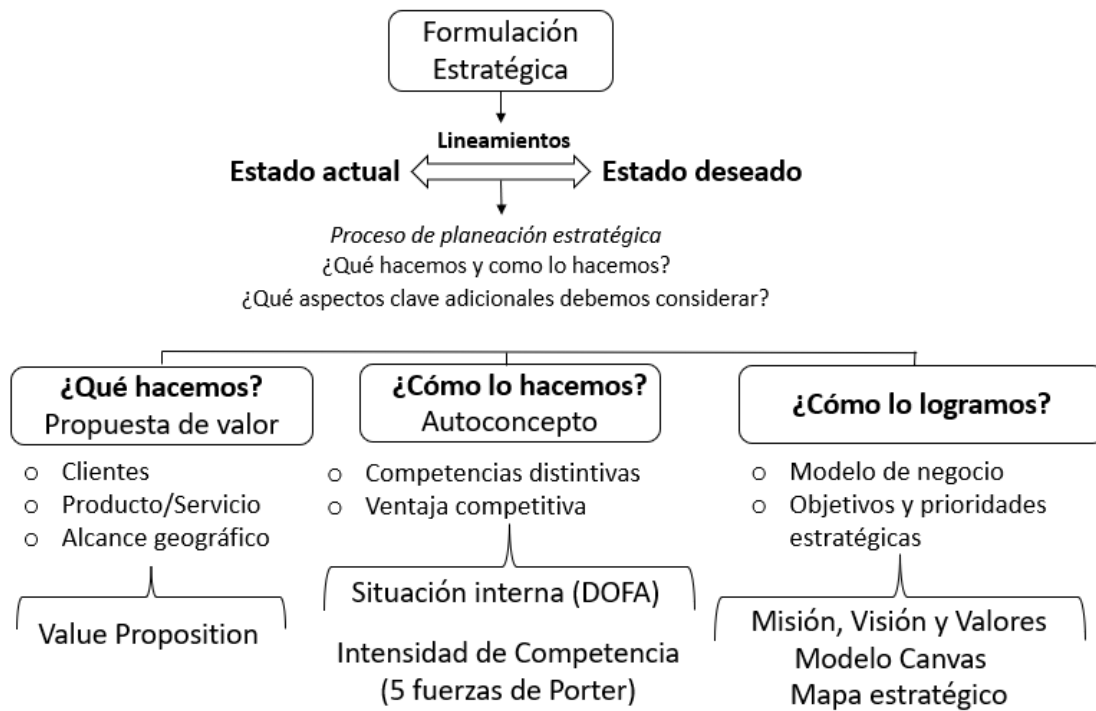 Formulación
Estratégica
Lineamientos
Estado actual
Estado deseado
Proceso de planeación estratégica
¿Qué hacemos y como lo hacemos?
¿Qué aspectos clave adicionales debemos considerar?
¿Qué hacemos?
Propuesta de valor
o Clientes
o Producto/Servicio
o Alcance geográfico
Value Proposition
¿Cómo lo hacemos?
Autoconcepto
o Competencias distintivas
o Ventaja competitiva
Situación interna (DOFA)
Intensidad de Competencia
(5 fuerzas de Porter)
¿Cómo lo logramos?
o Modelo de negocio
o Objetivos y prioridades
estratégicas
Misión, Visión y Valores
Modelo Canvas
Mapa estratégico